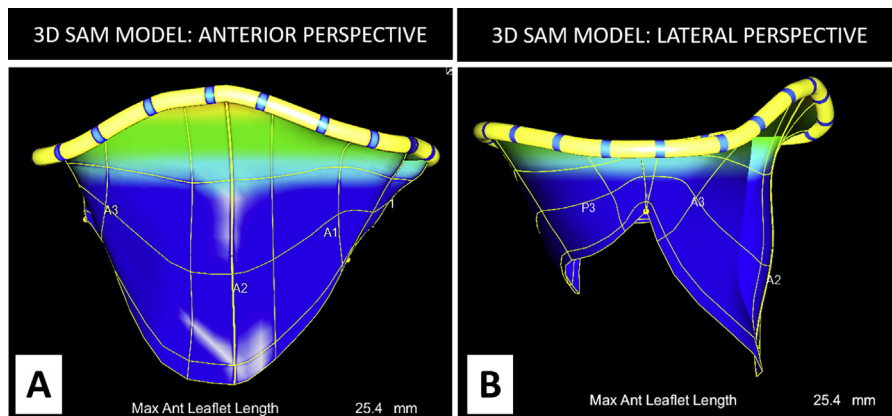 3D SAM MODEL: ANTERIOR PERSPECTIVE
3D SAM MODEL: LATERAL PERSPECTIVE
A3
A1
A2
A
Max Ant Leaflet Length 25.4 mm
P3
A3
A2
B
Max Ant Leaflet Length 25.4 mm